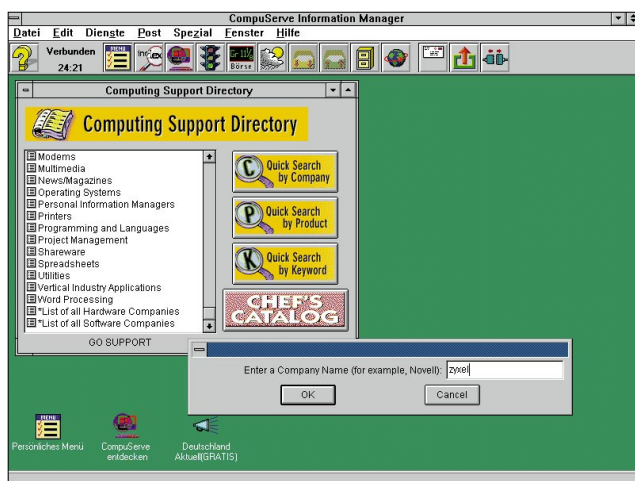 CompuServe Information Manager
Datei Edit Dienste Post Spezial Fenster Hilfe
Verbunden
24:21
MENU
Börse
Computing Support Directory
Computing Support Directory
Modems
Multimedia
News/Magazines
Operating Systems
Personal Information Managers
Printers
Programming and Languages
Project Management
Shareware
Spreadsheets
Utilities
Vertical Industry Applications
Word Processing
*List of all Hardware Companies
*List of all Software Companies
C Quick Search
by Company
P Quick Search
by Product
K Quick Search
by Keyword
CHEF'S
CATALOG
GO SUPPORT
Enter a Company Name (for example, Novell): zyxel
OK Cancel
MENU
Persönliches Menü
CompuServe
entdecken
Deutschland
Aktuell(GRATIS)